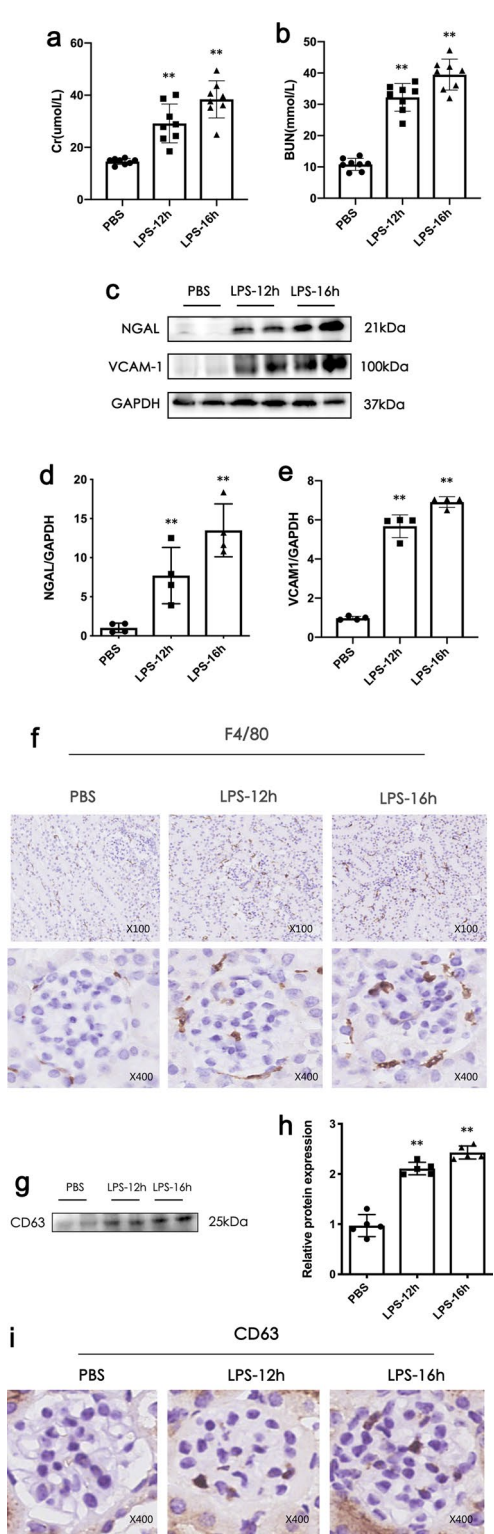 a
Cr(umol/L)
60
40
20
0
**
**
PBS
LPS-12h
LPS-16h
b
BUN(mmol/L)
50
40
30
20
10
0
**
**
PBS
LPS-12h
LPS-16h
c
PBS LPS-12h LPS-16h
NGAL 21kDa
VCAM-1 100kDa
GAPDH 37kDa
d
NGAL/GAPDH
20
15
10
5
0
**
**
PBS
LPS-12h
LPS-16h
e
VCAM1/GAPDH
8
6
4
2
0
**
**
PBS
LPS-12h
LPS-16h
f
F4/80
PBS LPS-12h LPS-16h
X100 X100 X100
X400 X400 X400
g
PBS LPS-12h LPS-16h
CD63 25kDa
h
Relative protein expression
3
2
1
0
**
**
PBS
LPS-12h
LPS-16h
i
CD63
PBS LPS-12h LPS-16h
X400 X400 X400